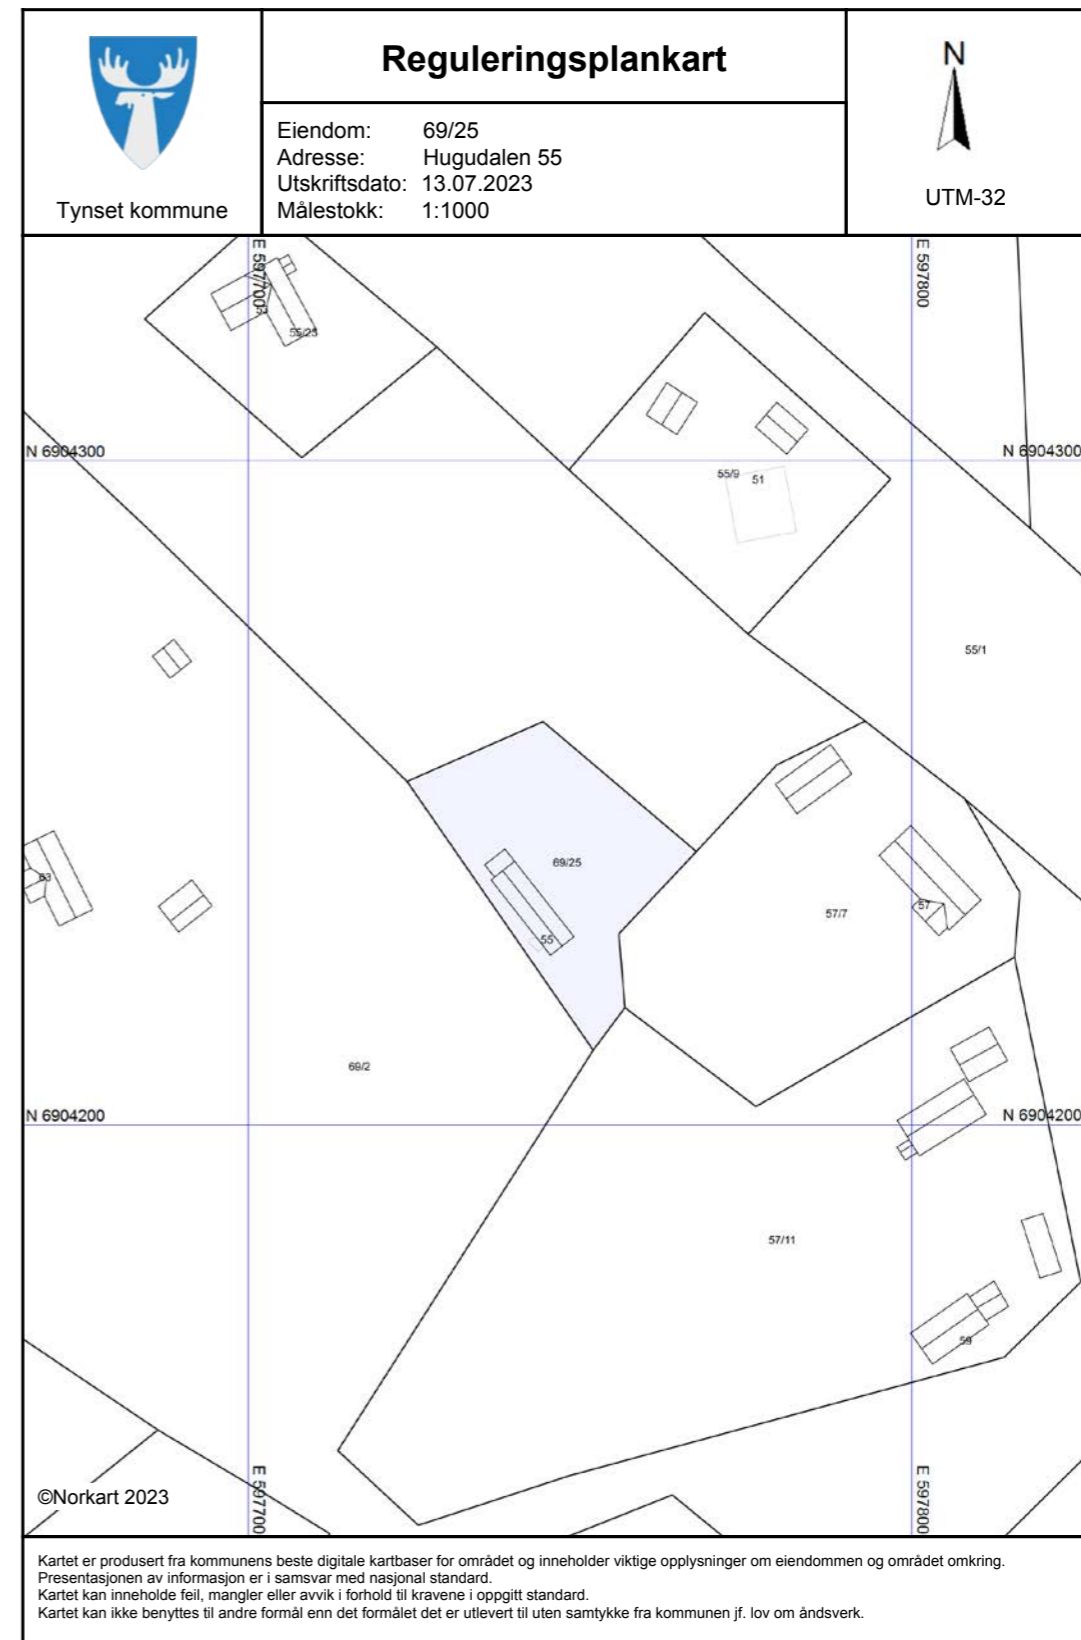 Tynset kommune
Reguleringsplankart
Eiendom: 69/25
Adresse: Hugudalen 55
Utskriftsdato: 13.07.2023
Målestokk: 1:1000
N
UTM-32
E 597700
E 597800
55/23
N 6904300
N 6904300
55/9
51
55/1
69/25
63
57/7
57
55
69/2
N 6904200
N 6904200
57/11
59
E 597700
E 597800
©Norkart 2023
Kartet er produsert fra kommunens beste digitale kartbaser for området og inneholder viktige opplysninger om eiendommen og området omkring.
Presentasjonen av informasjon er i samsvar med nasjonal standard.
Kartet kan inneholde feil, mangler eller avvik i forhold til kravene i oppgitt standard.
Kartet kan ikke benyttes til andre formål enn det formålet det er utlevert til uten samtykke fra kommunen jf. lov om åndsverk.